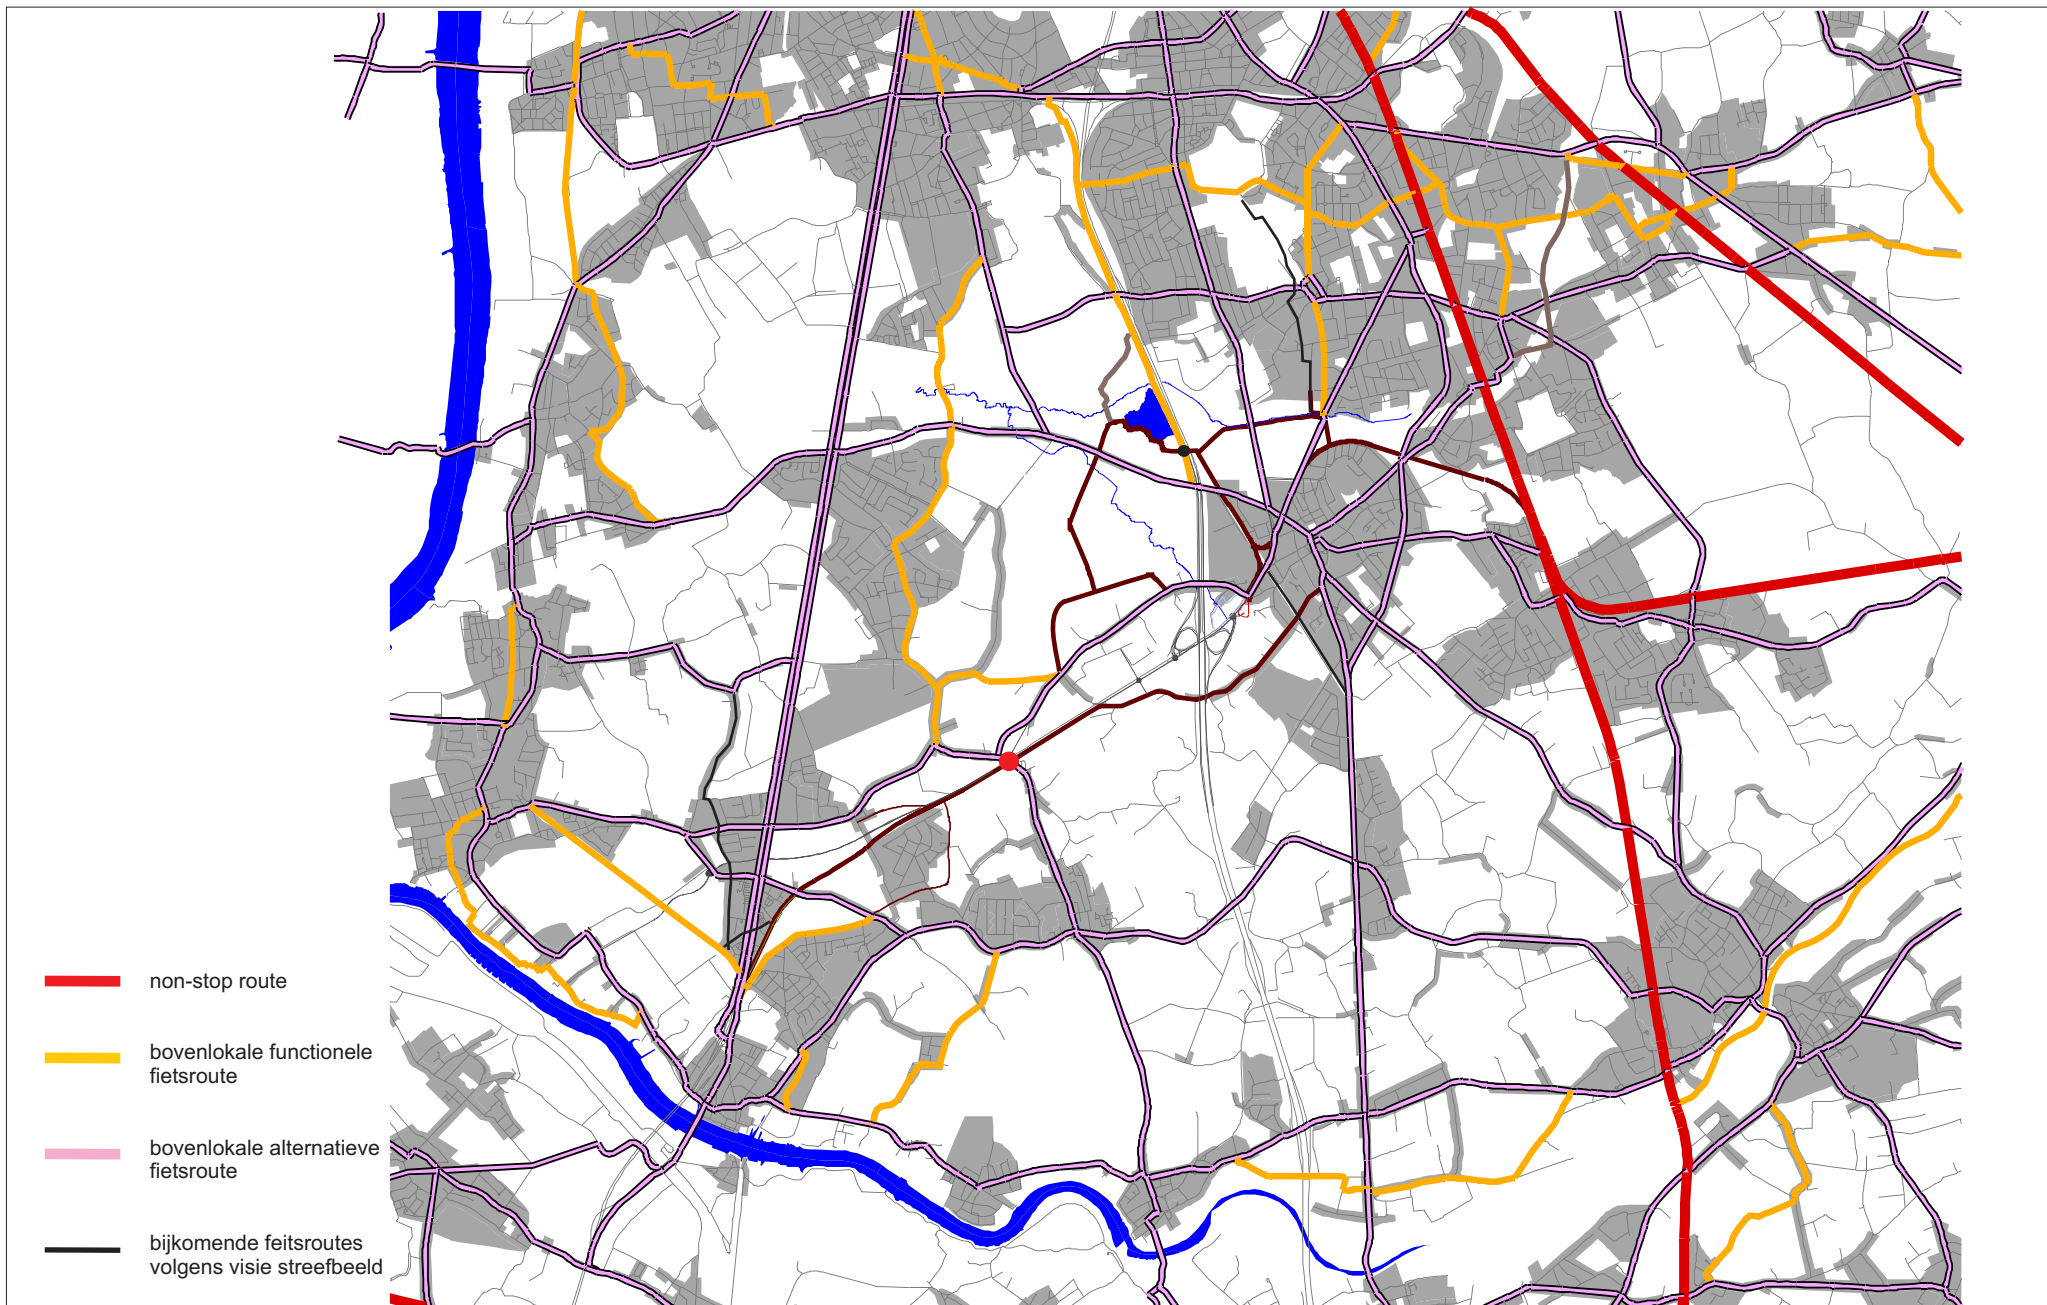 non-stop route
bovenlokale functionele
fietsroute
bovenlokale alternatieve
fietsroute
bijkomende feitsroutes
volgens visie streefbeeld